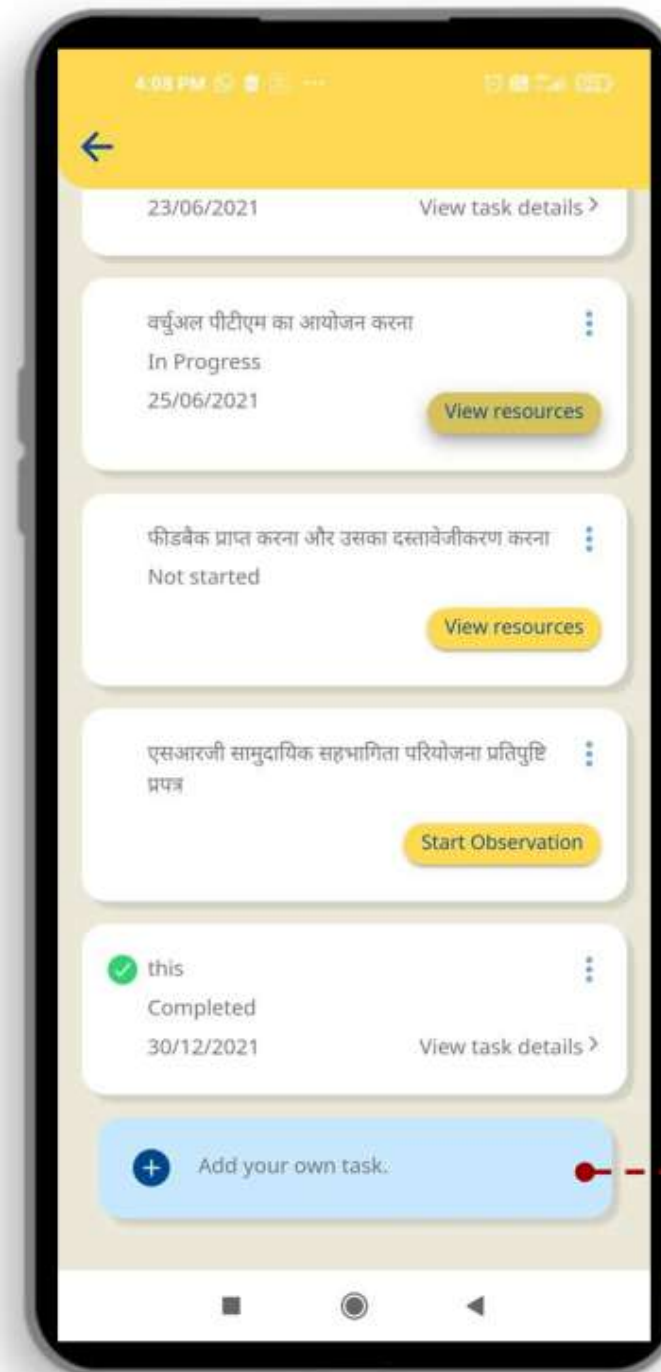 4:08 PM
23/06/2021 View task details >
वर्चुअल पीटीएम का आयोजन करना
In Progress
25/06/2021
View resources
फीडबैक प्राप्त करना और उसका दस्तावेजीकरण करना
Not started
View resources
एसआरजी सामुदायिक सहभागिता परियोजना प्रतिपुष्टि
प्रपत्र
Start Observation
this
Completed
30/12/2021 View task details >
Add your own task.